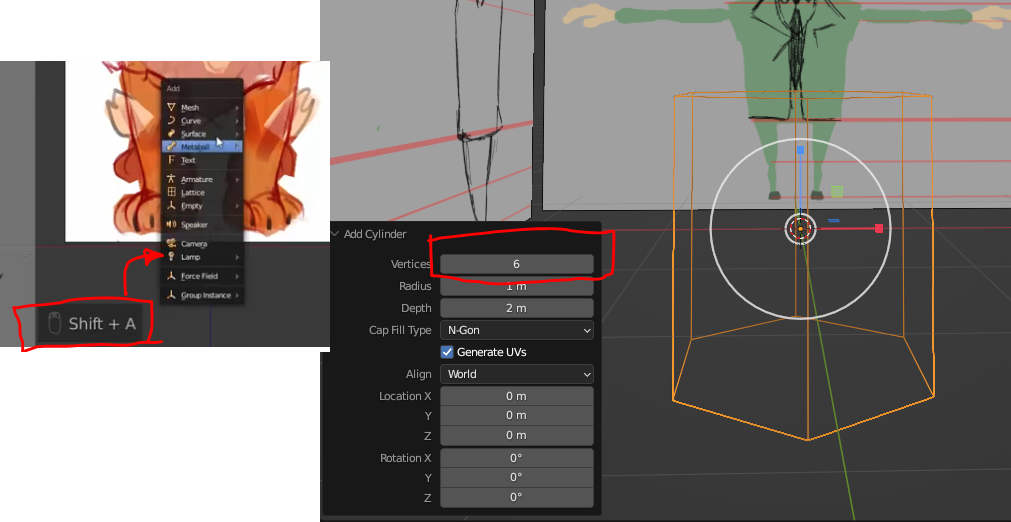 Add
Mesh
Curve
Surface
Metaball
Text
Armature
Lattice
Empty
Speaker
Camera
Lamp
Force Field
Group Instance
Shift + A
Add Cylinder
Vertices 6
Radius 1 m
Depth 2 m
Cap Fill Type N-Gon
Generate UVs
Align World
Location X 0 m
Y 0 m
Z 0 m
Rotation X 0°
Y 0°
Z 0°